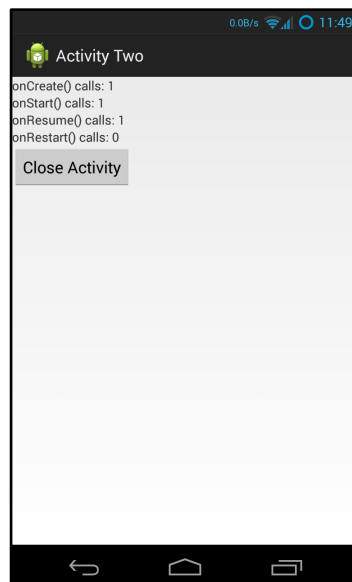 0.0B/s 11:49
Activity Two
onCreate() calls: 1
onStart() calls: 1
onResume() calls: 1
onRestart() calls: 0
Close Activity